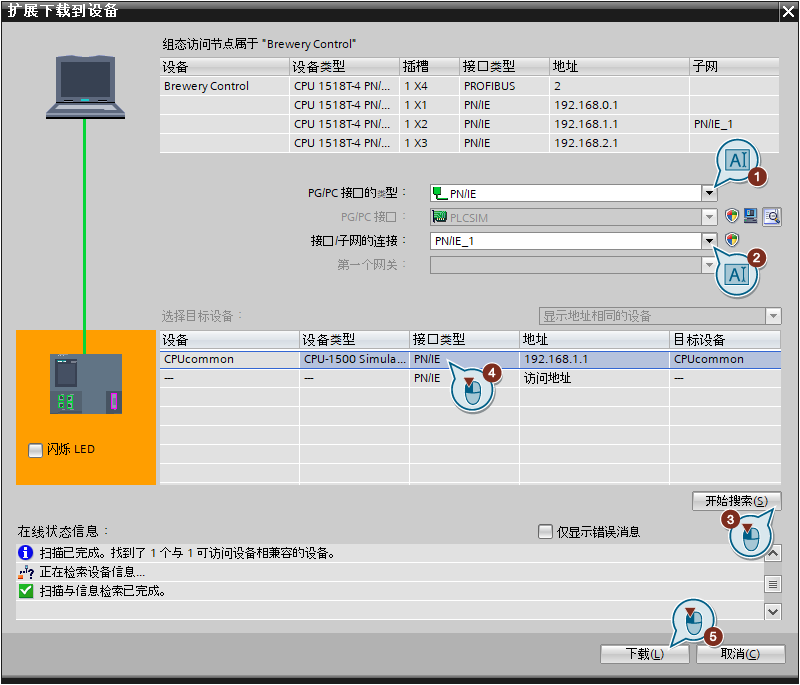 扩展下载到设备
组态访问节点属于 "Brewery Control"
设备 设备类型 插槽 接口类型 地址 子网
Brewery Control CPU 1518T-4 PN/... 1 X4 PROFIBUS 2
CPU 1518T-4 PN/... 1 X1 PN/IE 192.168.0.1
CPU 1518T-4 PN/... 1 X2 PN/IE 192.168.1.1 PN/IE_1
CPU 1518T-4 PN/... 1 X3 PN/IE 192.168.2.1
AI 1
PG/PC 接口的类型： PN/IE
PG/PC 接口： PLCSIM
接口/子网的连接： PN/IE_1
2
AI
第一个网关：
选择目标设备： 显示地址相同的设备
设备 设备类型 接口类型 地址 目标设备
CPUcommon CPU-1500 Simula... PN/IE 192.168.1.1 CPUcommon
— — PN/IE 访问地址 —
4
闪烁 LED
开始搜索(S)
3
在线状态信息： 仅显示错误消息
扫描已完成。找到了 1 个与 1 可访问设备相兼容的设备。
正在检索设备信息...
扫描与信息检索已完成。
5
下载(L) 取消(C)